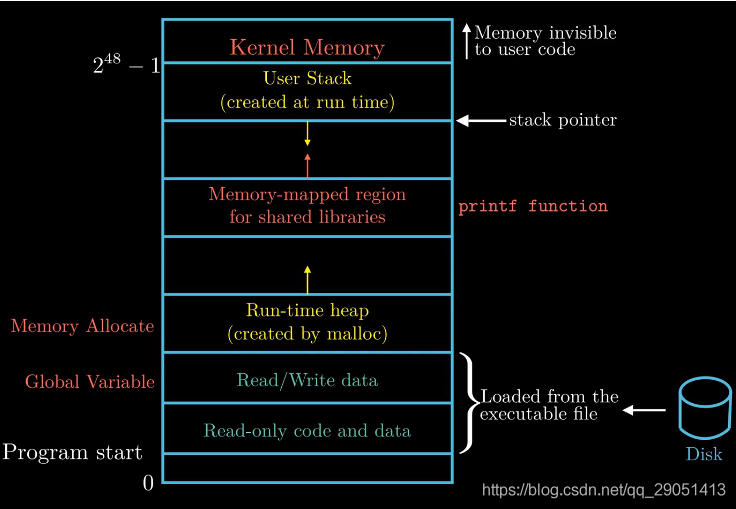 Kernel Memory
Memory invisible
to user code
2^48 − 1
User Stack
(created at run time)
stack pointer
Memory-mapped region
for shared libraries
printf function
Run-time heap
(created by malloc)
Memory Allocate
Global Variable
Read/Write data
Loaded from the
executable file
Read-only code and data
Program start
0
Disk
https://blog.csdn.net/qq_29051413